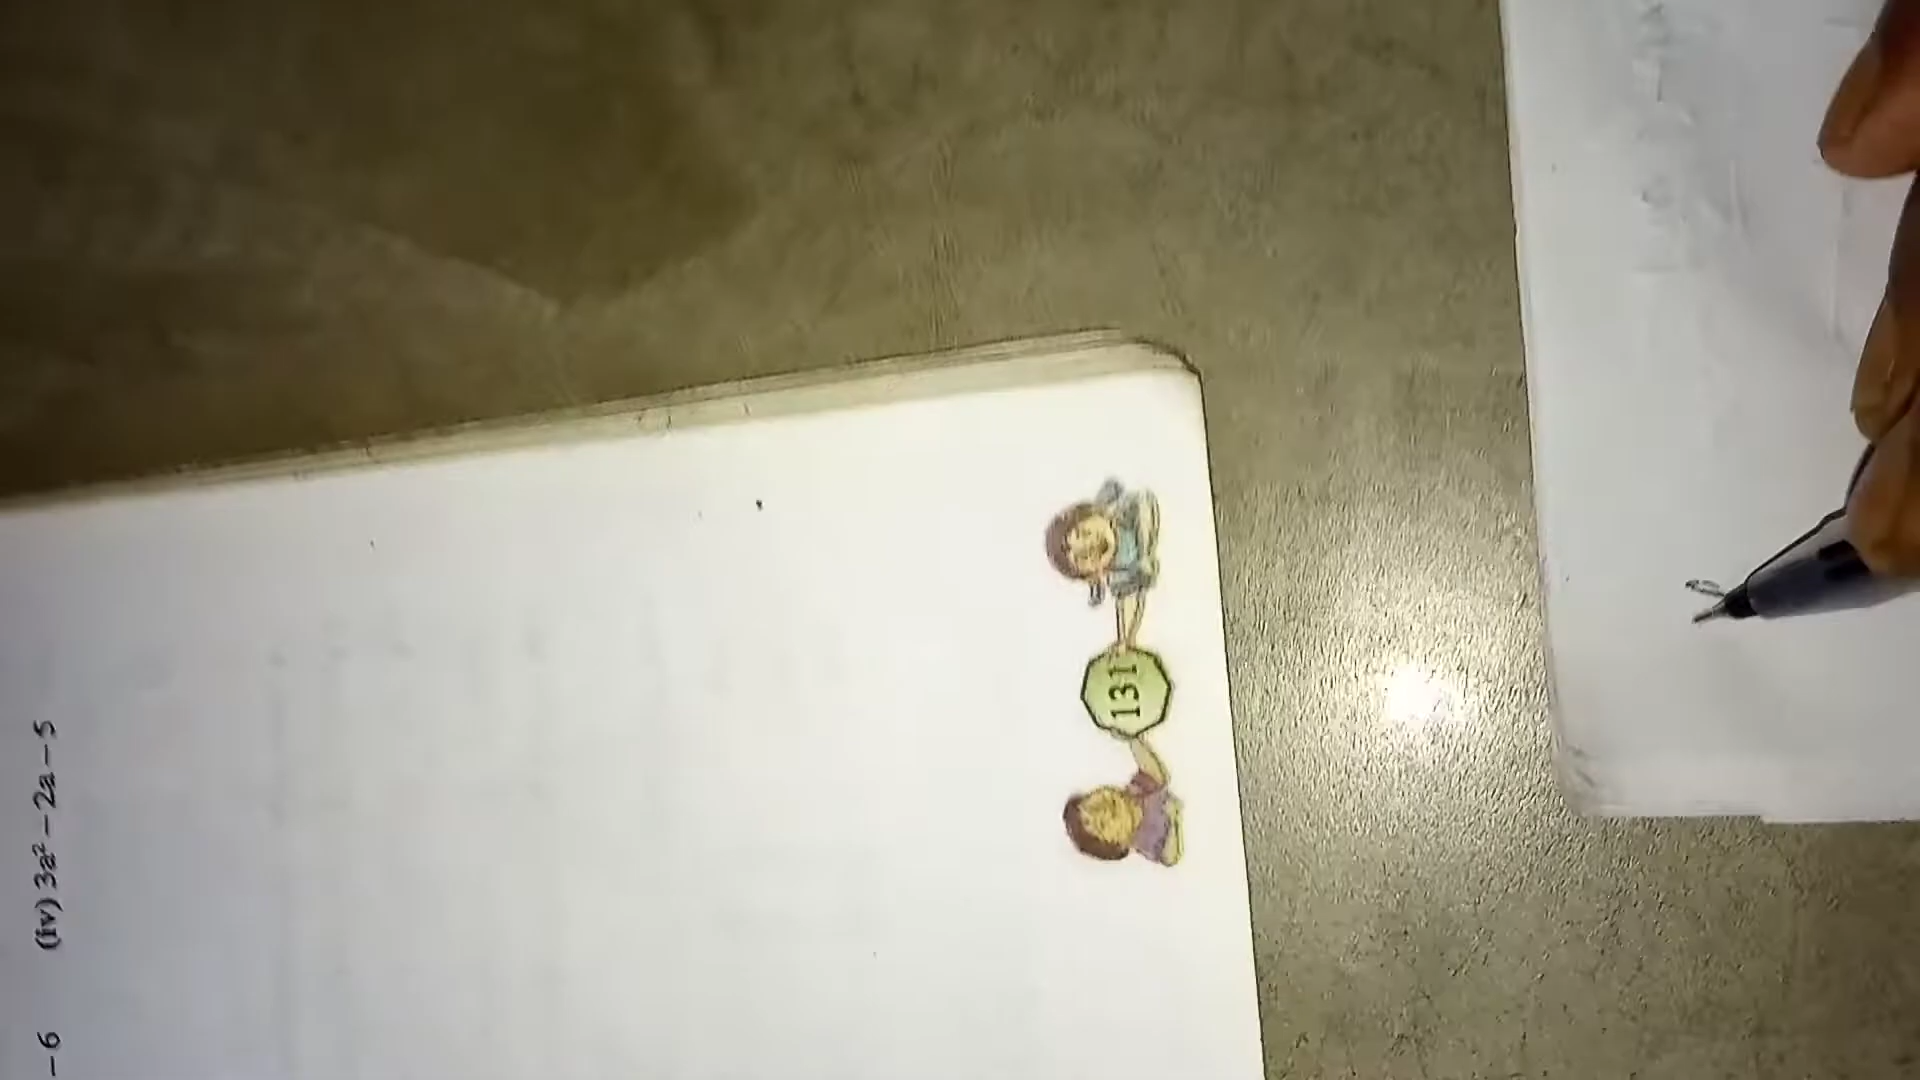 – 6 (iv) 3a² – 2a – 5
131